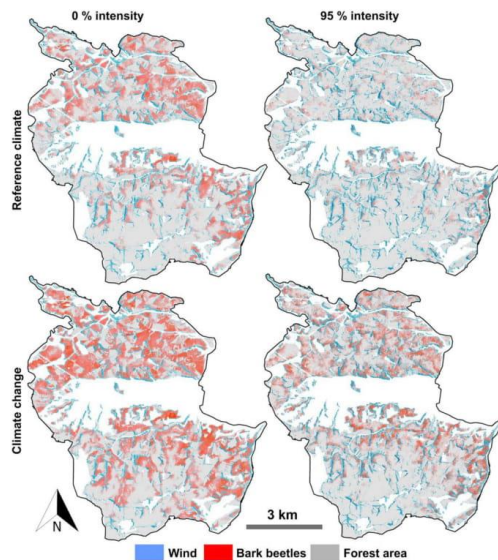 0 % intensity
95 % intensity
Reference climate
Climate change
N
3 km
Wind
Bark beetles
Forest area